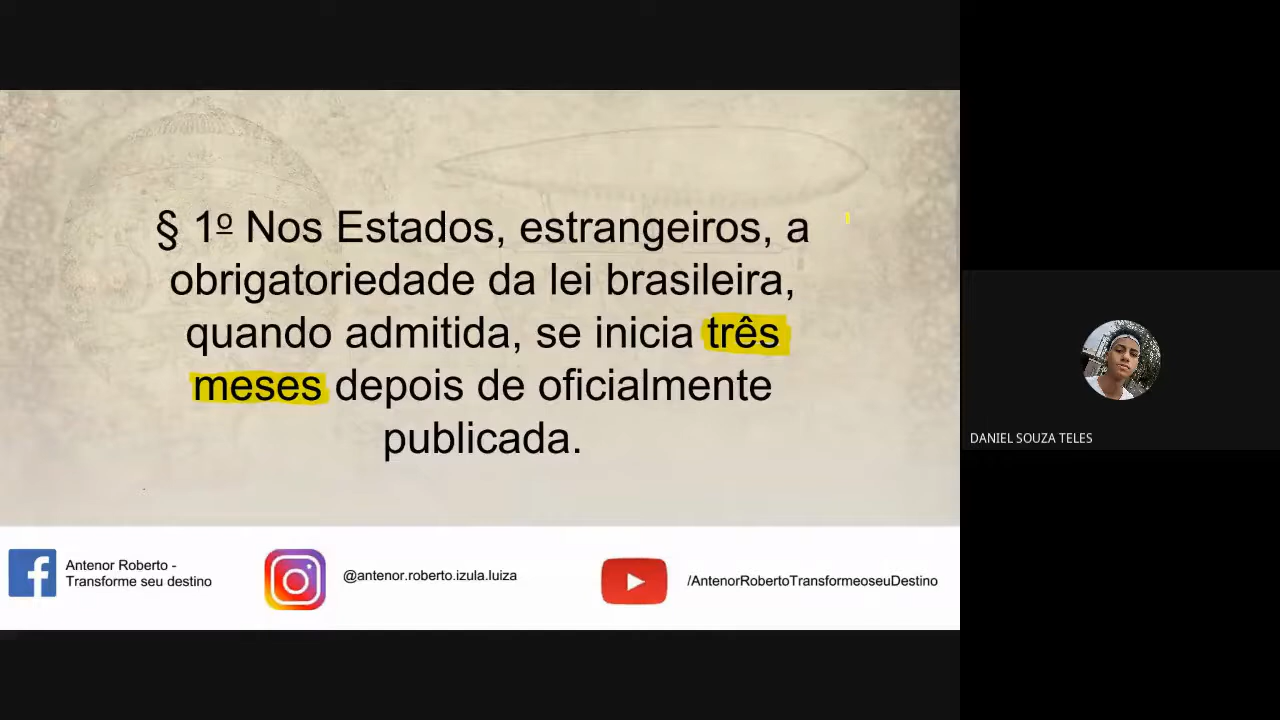 § 1º Nos Estados, estrangeiros, a
obrigatoriedade da lei brasileira,
quando admitida, se inicia três
meses depois de oficialmente
publicada.
DANIEL SOUZA TELES
Antenor Roberto -
Transforme seu destino
@antenor.roberto.izula.luiza
/AntenorRobertoTransformeoseuDestino